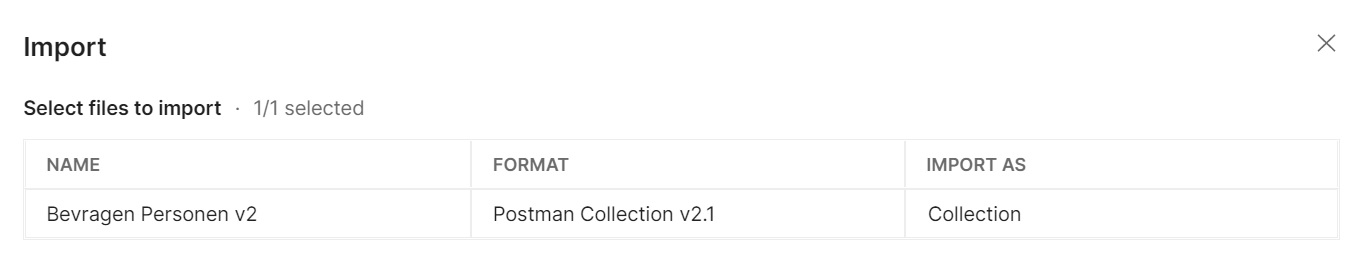 Import
Select files to import · 1/1 selected
NAME FORMAT IMPORT AS
Bevragen Personen v2 Postman Collection v2.1 Collection